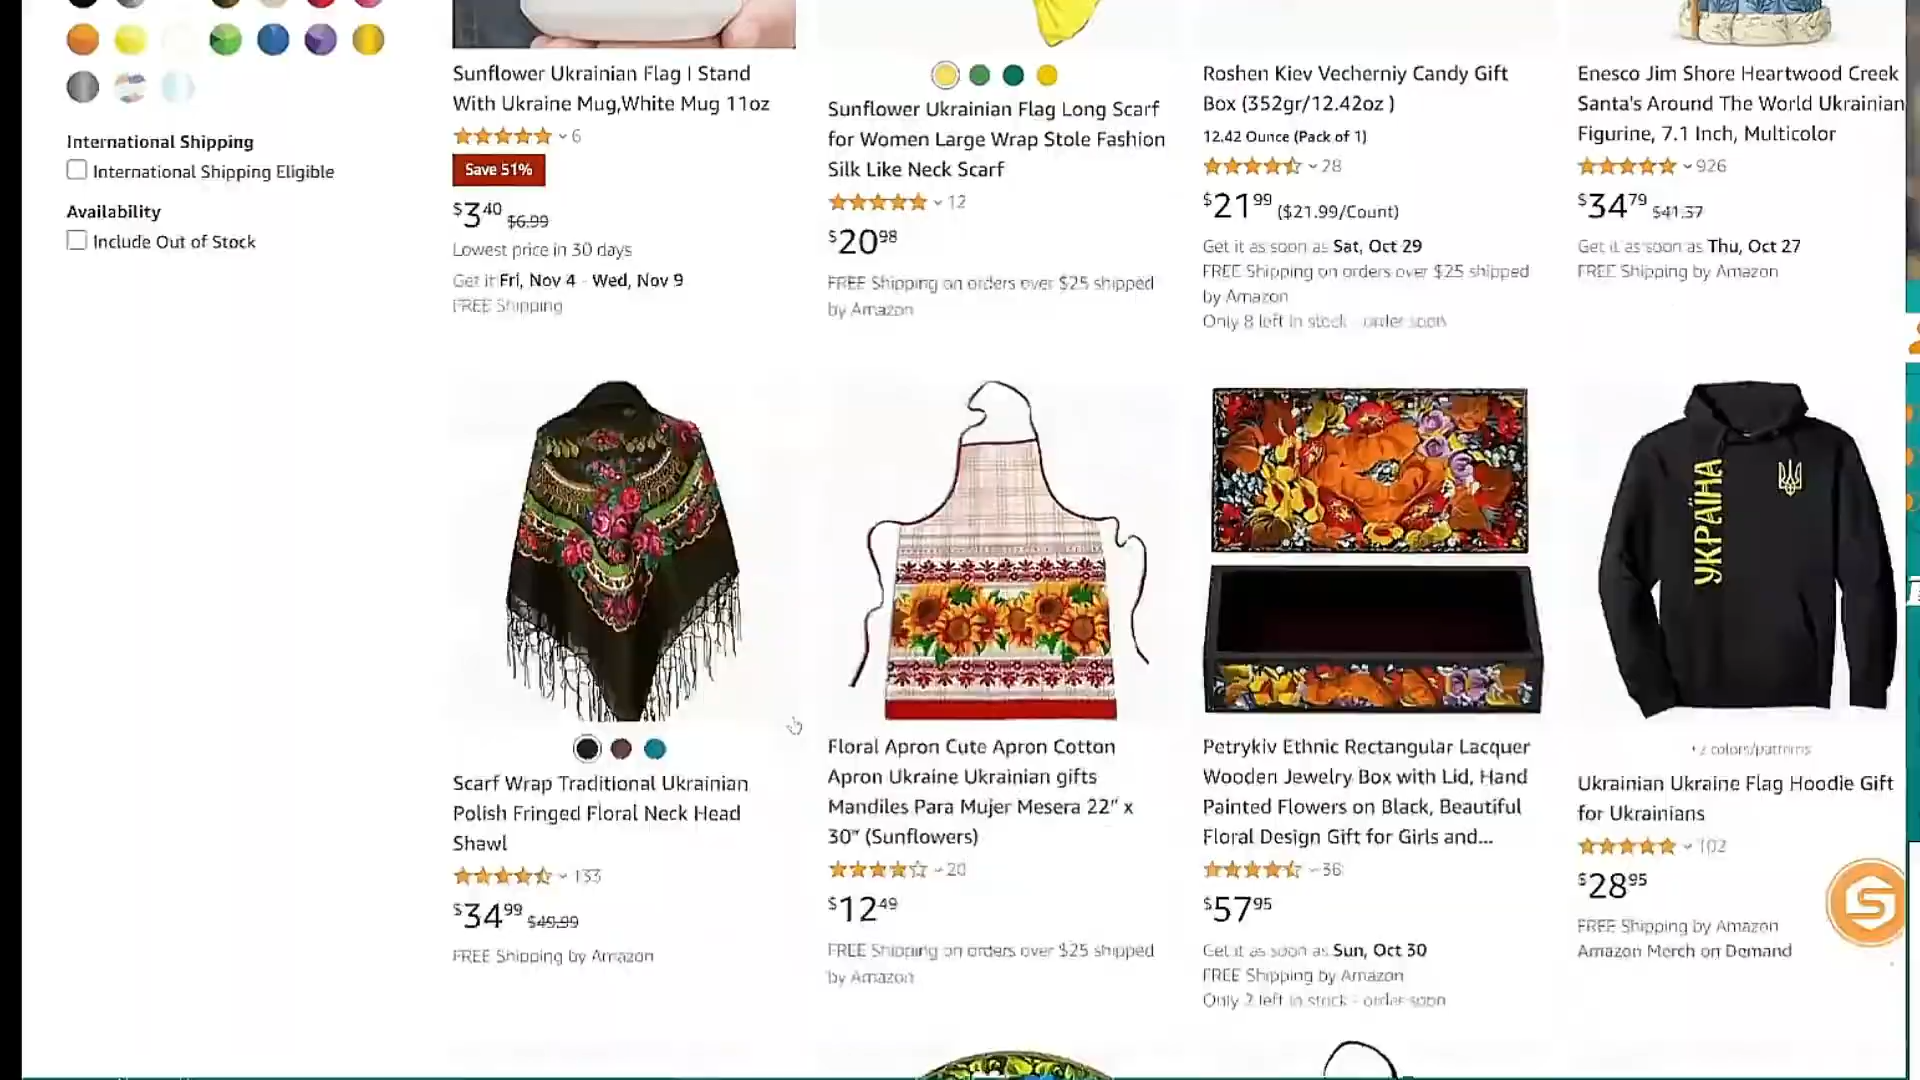 International Shipping
International Shipping Eligible
Availability
Include Out of Stock
Sunflower Ukrainian Flag I Stand
With Ukraine Mug,White Mug 11oz
6
Save 51%
$3.40 $6.99
Lowest price in 30 days
Get it Fri, Nov 4 - Wed, Nov 9
FREE Shipping
Sunflower Ukrainian Flag Long Scarf
for Women Large Wrap Stole Fashion
Silk Like Neck Scarf
12
$20.98
FREE Shipping on orders over $25 shipped
by Amazon
Roshen Kiev Vecherniy Candy Gift
Box (352gr/12.42oz )
12.42 Ounce (Pack of 1)
28
$21.99 ($21.99/Count)
Get it as soon as Sat, Oct 29
FREE Shipping on orders over $25 shipped
by Amazon
Only 8 left in stock - order soon
Enesco Jim Shore Heartwood Creek
Santa's Around The World Ukrainian
Figurine, 7.1 Inch, Multicolor
926
$34.79 $41.37
Get it as soon as Thu, Oct 27
FREE Shipping by Amazon
Scarf Wrap Traditional Ukrainian
Polish Fringed Floral Neck Head
Shawl
133
$34.99 $49.99
FREE Shipping by Amazon
Floral Apron Cute Apron Cotton
Apron Ukraine Ukrainian gifts
Mandiles Para Mujer Mesera 22" x
30" (Sunflowers)
20
$12.49
FREE Shipping on orders over $25 shipped
by Amazon
Petrykiv Ethnic Rectangular Lacquer
Wooden Jewelry Box with Lid, Hand
Painted Flowers on Black, Beautiful
Floral Design Gift for Girls and...
36
$57.95
Get it as soon as Sun, Oct 30
FREE Shipping by Amazon
Only 2 left in stock - order soon
УКРАЇНА
+2 colors/patterns
Ukrainian Ukraine Flag Hoodie Gift
for Ukrainians
102
$28.95
FREE Shipping by Amazon
Amazon Merch on Demand